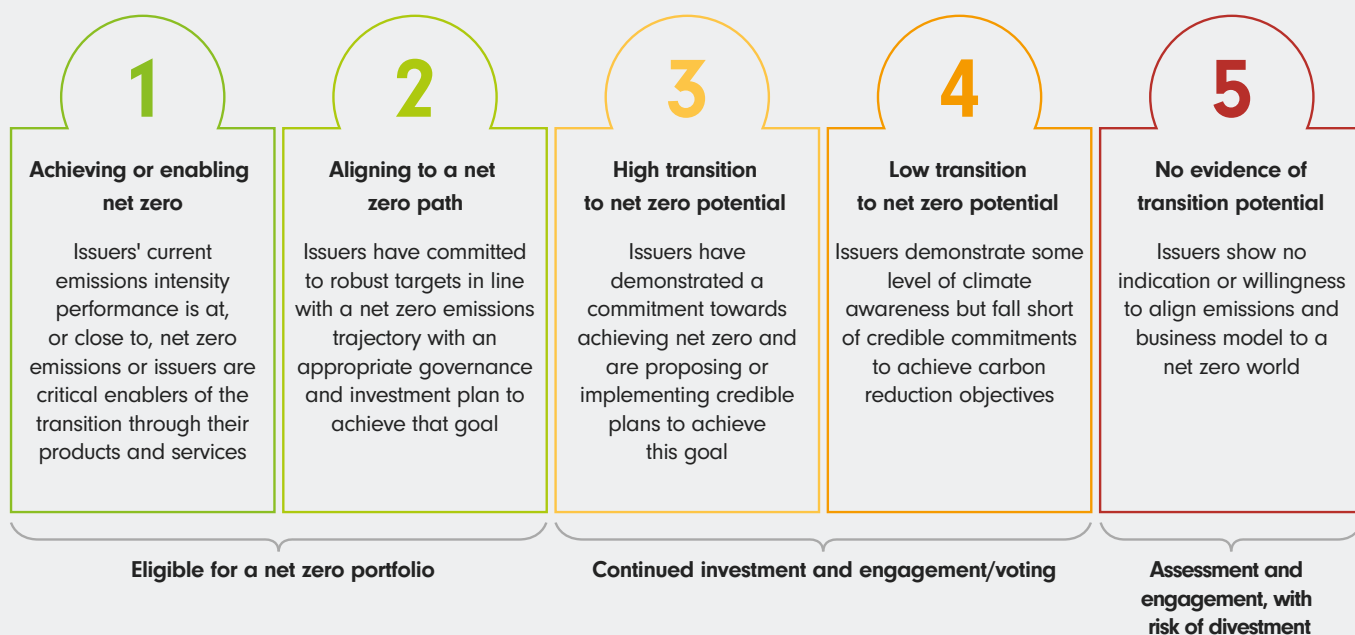 1
Achieving or enabling
net zero
Issuers' current
emissions intensity
performance is at,
or close to, net zero
emissions or issuers are
critical enablers of the
transition through their
products and services
2
Aligning to a net
zero path
Issuers have committed
to robust targets in line
with a net zero emissions
trajectory with an
appropriate governance
and investment plan to
achieve that goal
3
High transition
to net zero potential
Issuers have
demonstrated a
commitment towards
achieving net zero and
are proposing or
implementing credible
plans to achieve
this goal
4
Low transition
to net zero potential
Issuers demonstrate some
level of climate
awareness but fall short
of credible commitments
to achieve carbon
reduction objectives
5
No evidence of
transition potential
Issuers show no
indication or willingness
to align emissions and
business model to a
net zero world
Eligible for a net zero portfolio
Continued investment and engagement/voting
Assessment and
engagement, with
risk of divestment